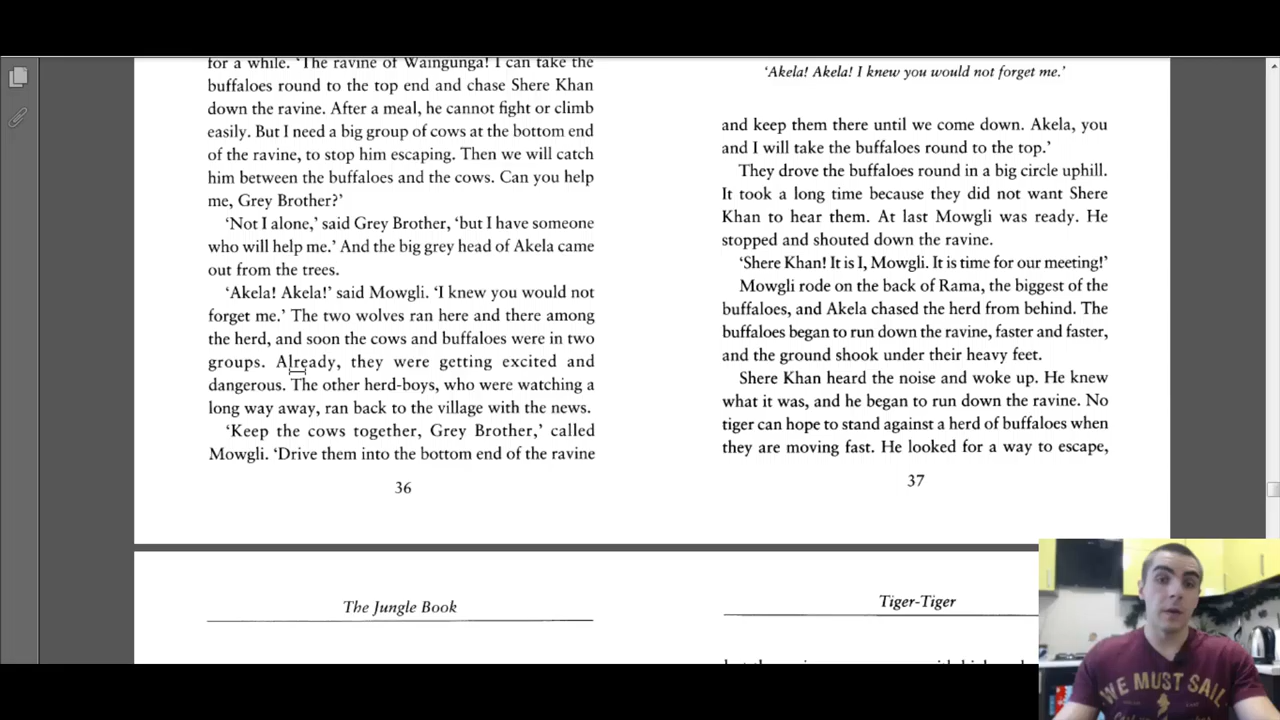 for a while. 'The ravine of Waingunga! I can take the
buffaloes round to the top end and chase Shere Khan
down the ravine. After a meal, he cannot fight or climb
easily. But I need a big group of cows at the bottom end
of the ravine, to stop him escaping. Then we will catch
him between the buffaloes and the cows. Can you help
me, Grey Brother?'
'Not I alone,' said Grey Brother, 'but I have someone
who will help me.' And the big grey head of Akela came
out from the trees.
'Akela! Akela!' said Mowgli. 'I knew you would not
forget me.' The two wolves ran here and there among
the herd, and soon the cows and buffaloes were in two
groups. Already, they were getting excited and
dangerous. The other herd-boys, who were watching a
long way away, ran back to the village with the news.
'Keep the cows together, Grey Brother,' called
Mowgli. 'Drive them into the bottom end of the ravine
36
'Akela! Akela! I knew you would not forget me.'
and keep them there until we come down. Akela, you
and I will take the buffaloes round to the top.'
They drove the buffaloes round in a big circle uphill.
It took a long time because they did not want Shere
Khan to hear them. At last Mowgli was ready. He
stopped and shouted down the ravine.
'Shere Khan! It is I, Mowgli. It is time for our meeting!'
Mowgli rode on the back of Rama, the biggest of the
buffaloes, and Akela chased the herd from behind. The
buffaloes began to run down the ravine, faster and faster,
and the ground shook under their heavy feet.
Shere Khan heard the noise and woke up. He knew
what it was, and he began to run down the ravine. No
tiger can hope to stand against a herd of buffaloes when
they are moving fast. He looked for a way to escape,
37
The Jungle Book
Tiger-Tiger
WE MUST SAIL